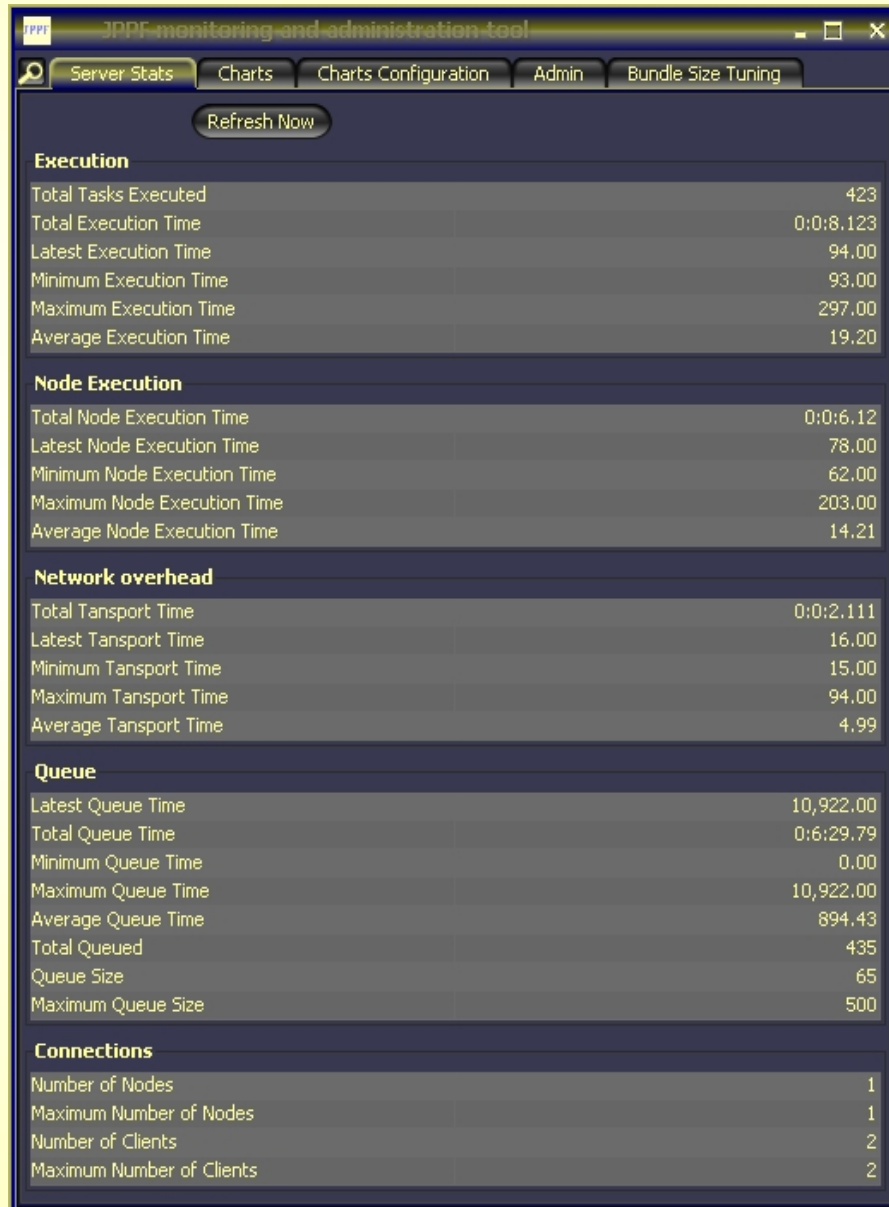 JPPF JPPF monitoring and administration tool
Server Stats Charts Charts Configuration Admin Bundle Size Tuning
Refresh Now
Execution
Total Tasks Executed 423
Total Execution Time 0:0:8.123
Latest Execution Time 94.00
Minimum Execution Time 93.00
Maximum Execution Time 297.00
Average Execution Time 19.20
Node Execution
Total Node Execution Time 0:0:6.12
Latest Node Execution Time 78.00
Minimum Node Execution Time 62.00
Maximum Node Execution Time 203.00
Average Node Execution Time 14.21
Network overhead
Total Tansport Time 0:0:2.111
Latest Tansport Time 16.00
Minimum Tansport Time 15.00
Maximum Tansport Time 94.00
Average Tansport Time 4.99
Queue
Latest Queue Time 10,922.00
Total Queue Time 0:6:29.79
Minimum Queue Time 0.00
Maximum Queue Time 10,922.00
Average Queue Time 894.43
Total Queued 435
Queue Size 65
Maximum Queue Size 500
Connections
Number of Nodes 1
Maximum Number of Nodes 1
Number of Clients 2
Maximum Number of Clients 2